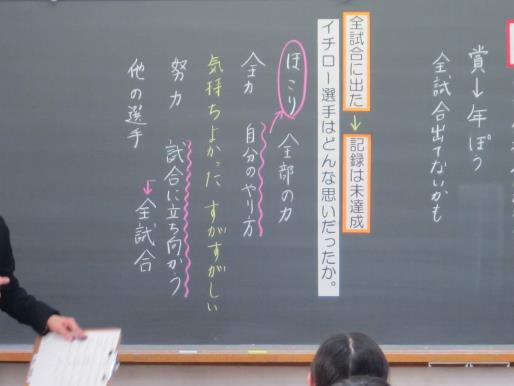 賞→年ぽう
全試合出てないかも
全試合に出た→記録は未達成
イチロー選手はどんな思いだったか。
ほこり 全部の力
全力 自分のやり方
気持ちよかった すがすがしい
努力 試合に立ち向かう
他の選手→全試合